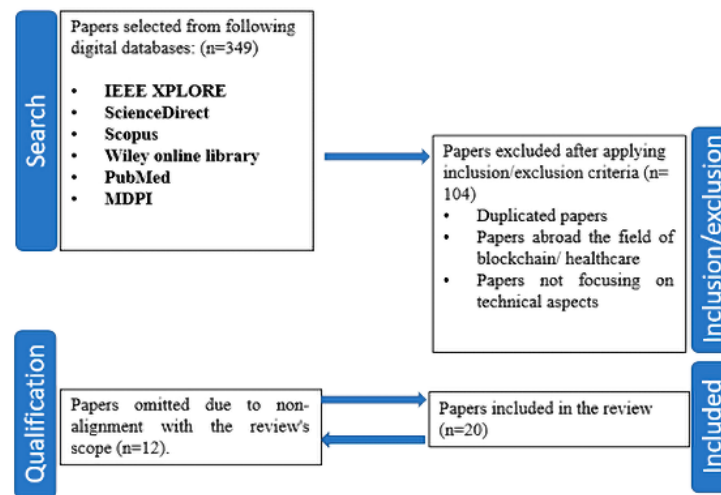 Search
Papers selected from following
digital databases: (n=349)
• IEEE XPLORE
• ScienceDirect
• Scopus
• Wiley online library
• PubMed
• MDPI
Inclusion/exclusion
Papers excluded after applying
inclusion/exclusion criteria (n=
104)
• Duplicated papers
• Papers abroad the field of
blockchain/ healthcare
• Papers not focusing on
technical aspects
Qualification
Papers omitted due to non-
alignment with the review's
scope (n=12).
Included
Papers included in the review
(n=20)